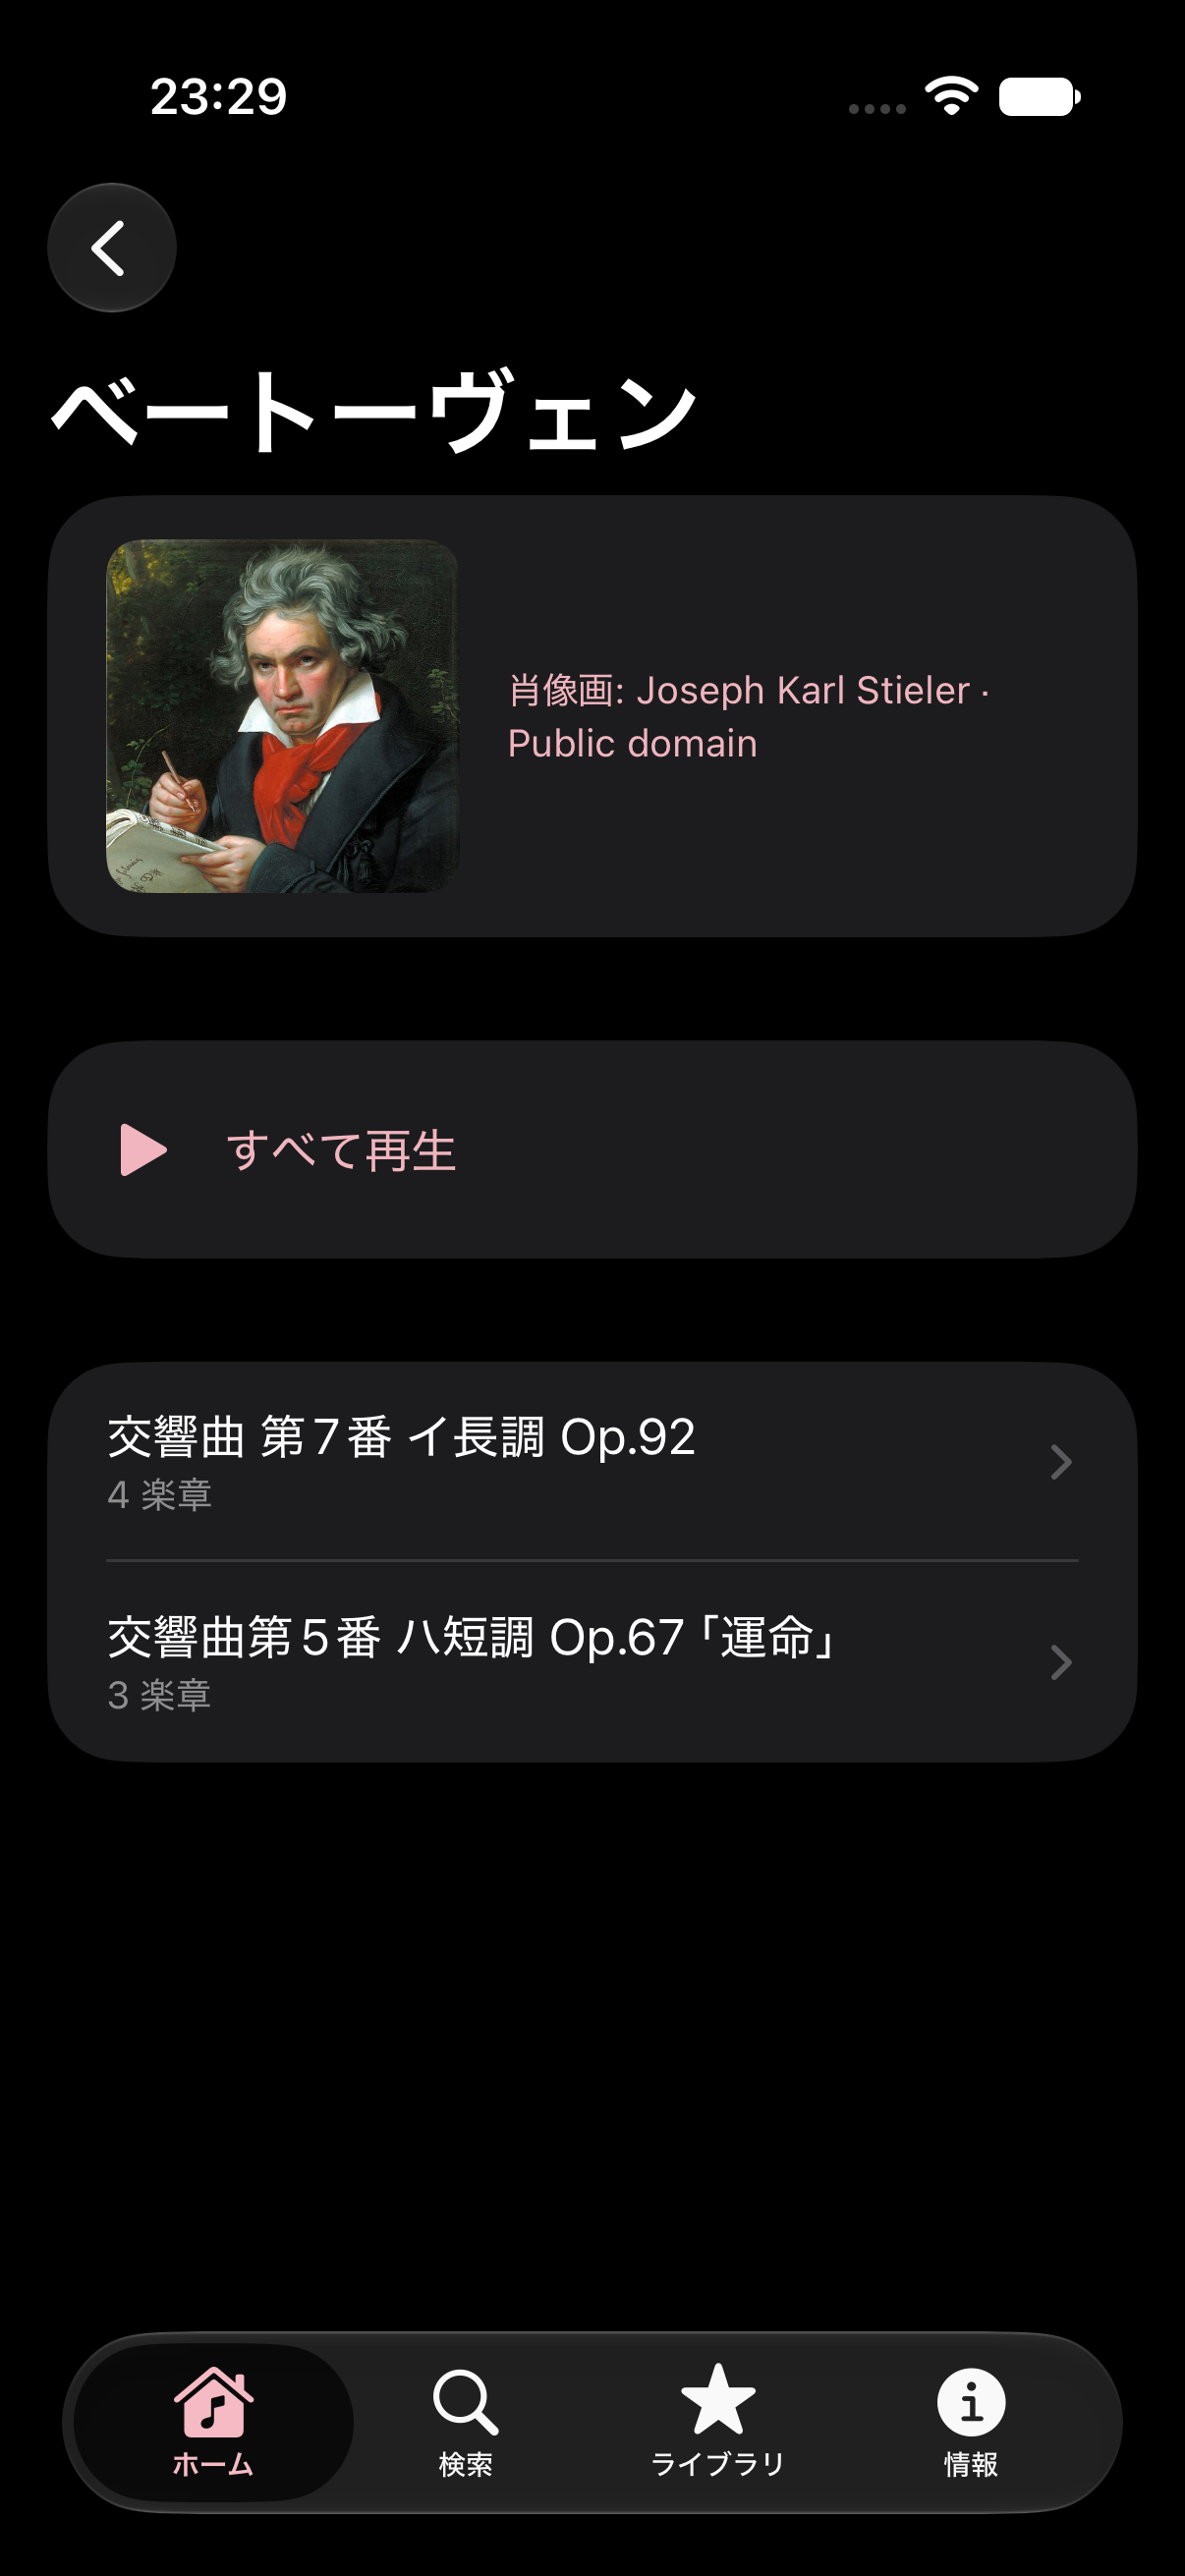 23:29
ベートーヴェン
肖像画: Joseph Karl Stieler ·
Public domain
すべて再生
交響曲 第7番 イ長調 Op.92
4 楽章
交響曲第5番 ハ短調 Op.67「運命」
3 楽章
ホーム
検索
ライブラリ
情報